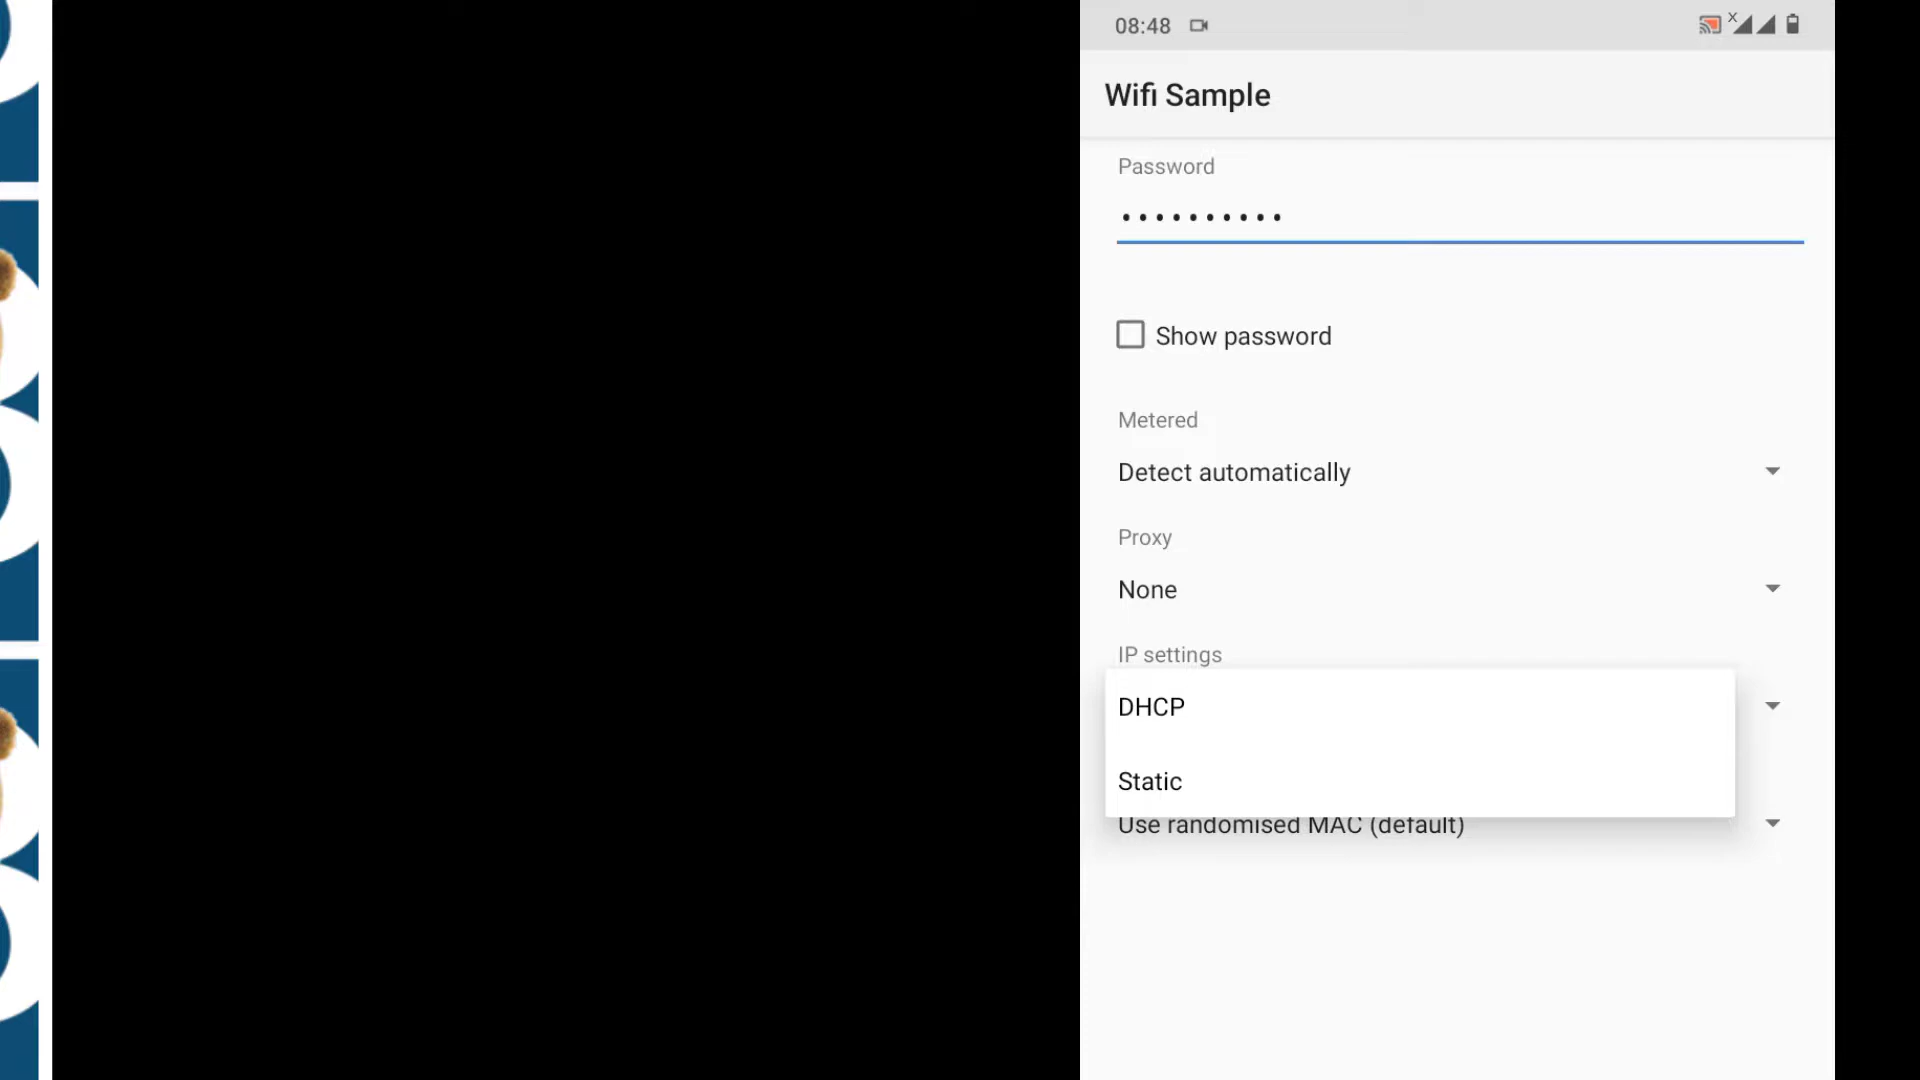 08:48
Wifi Sample
Password
••••••••••
Show password
Metered
Detect automatically
Proxy
None
IP settings
DHCP
Static
Use randomised MAC (default)